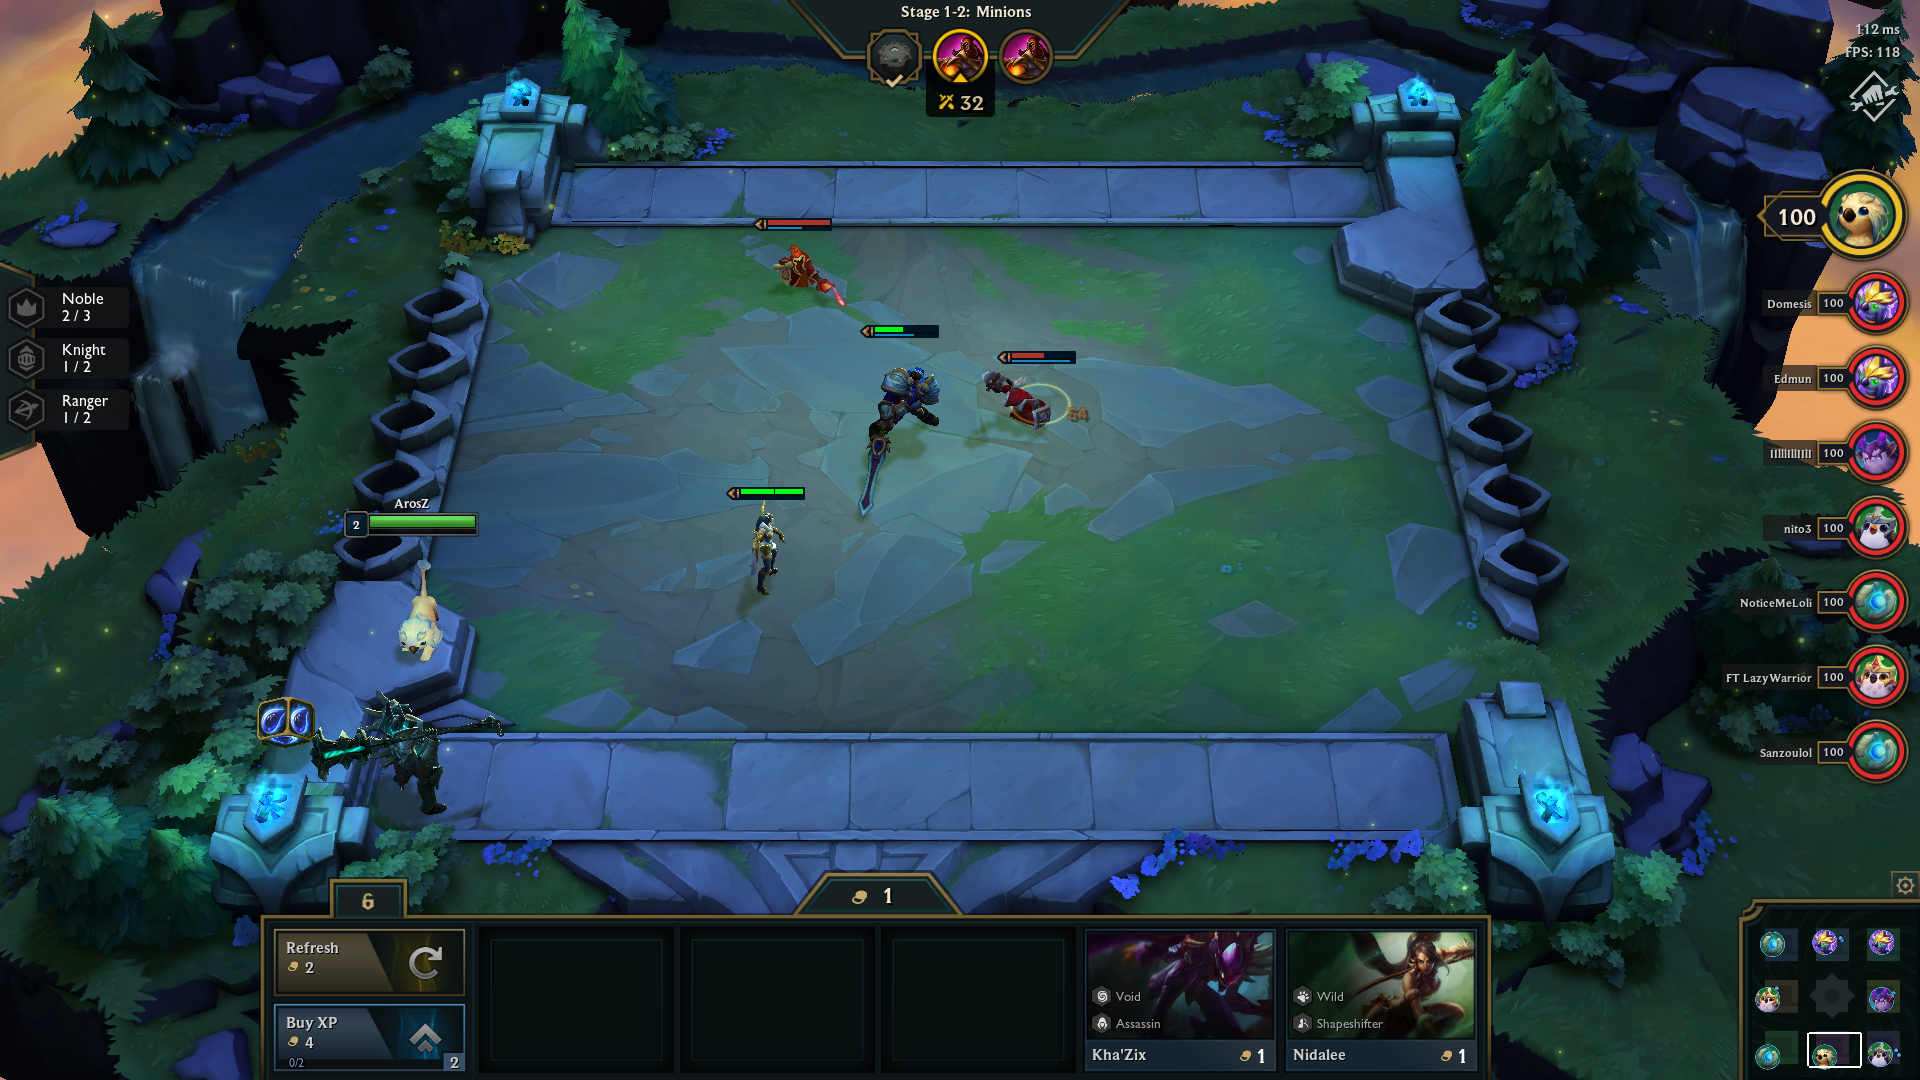 Stage 1-2: Minions
32
112 ms
FPS: 118
100
Noble
2 / 3
Knight
1 / 2
Ranger
1 / 2
Domesis 100
Edmun 100
100
nito3 100
NoticeMeLoli 100
FT LazyWarrior 100
Sanzoulol 100
54
ArosZ
2
6
1
Refresh
2
Buy XP
4
0/2
2
Void
Assassin
Kha'Zix 1
Wild
Shapeshifter
Nidalee 1